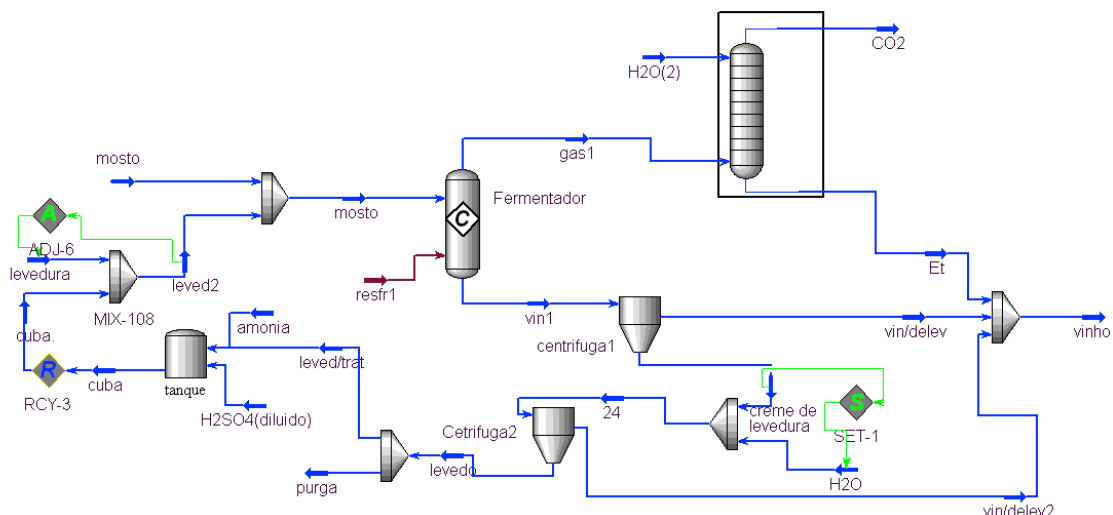 CO2
H2O(2)
gas1
mosto
Fermentador
mosto
A
ADJ-6
levedura
leved2
MIX-108
C
resfr1
Et
vin1
centrifuga1
vin/delev
vinho
cuba.
amonia
leved/trat
R
RCY-3
cuba
tanque
H2SO4(diluido)
24
creme de
levedura
S
SET-1
Cetrifuga2
levedo
purga
H2O
vin/delev2